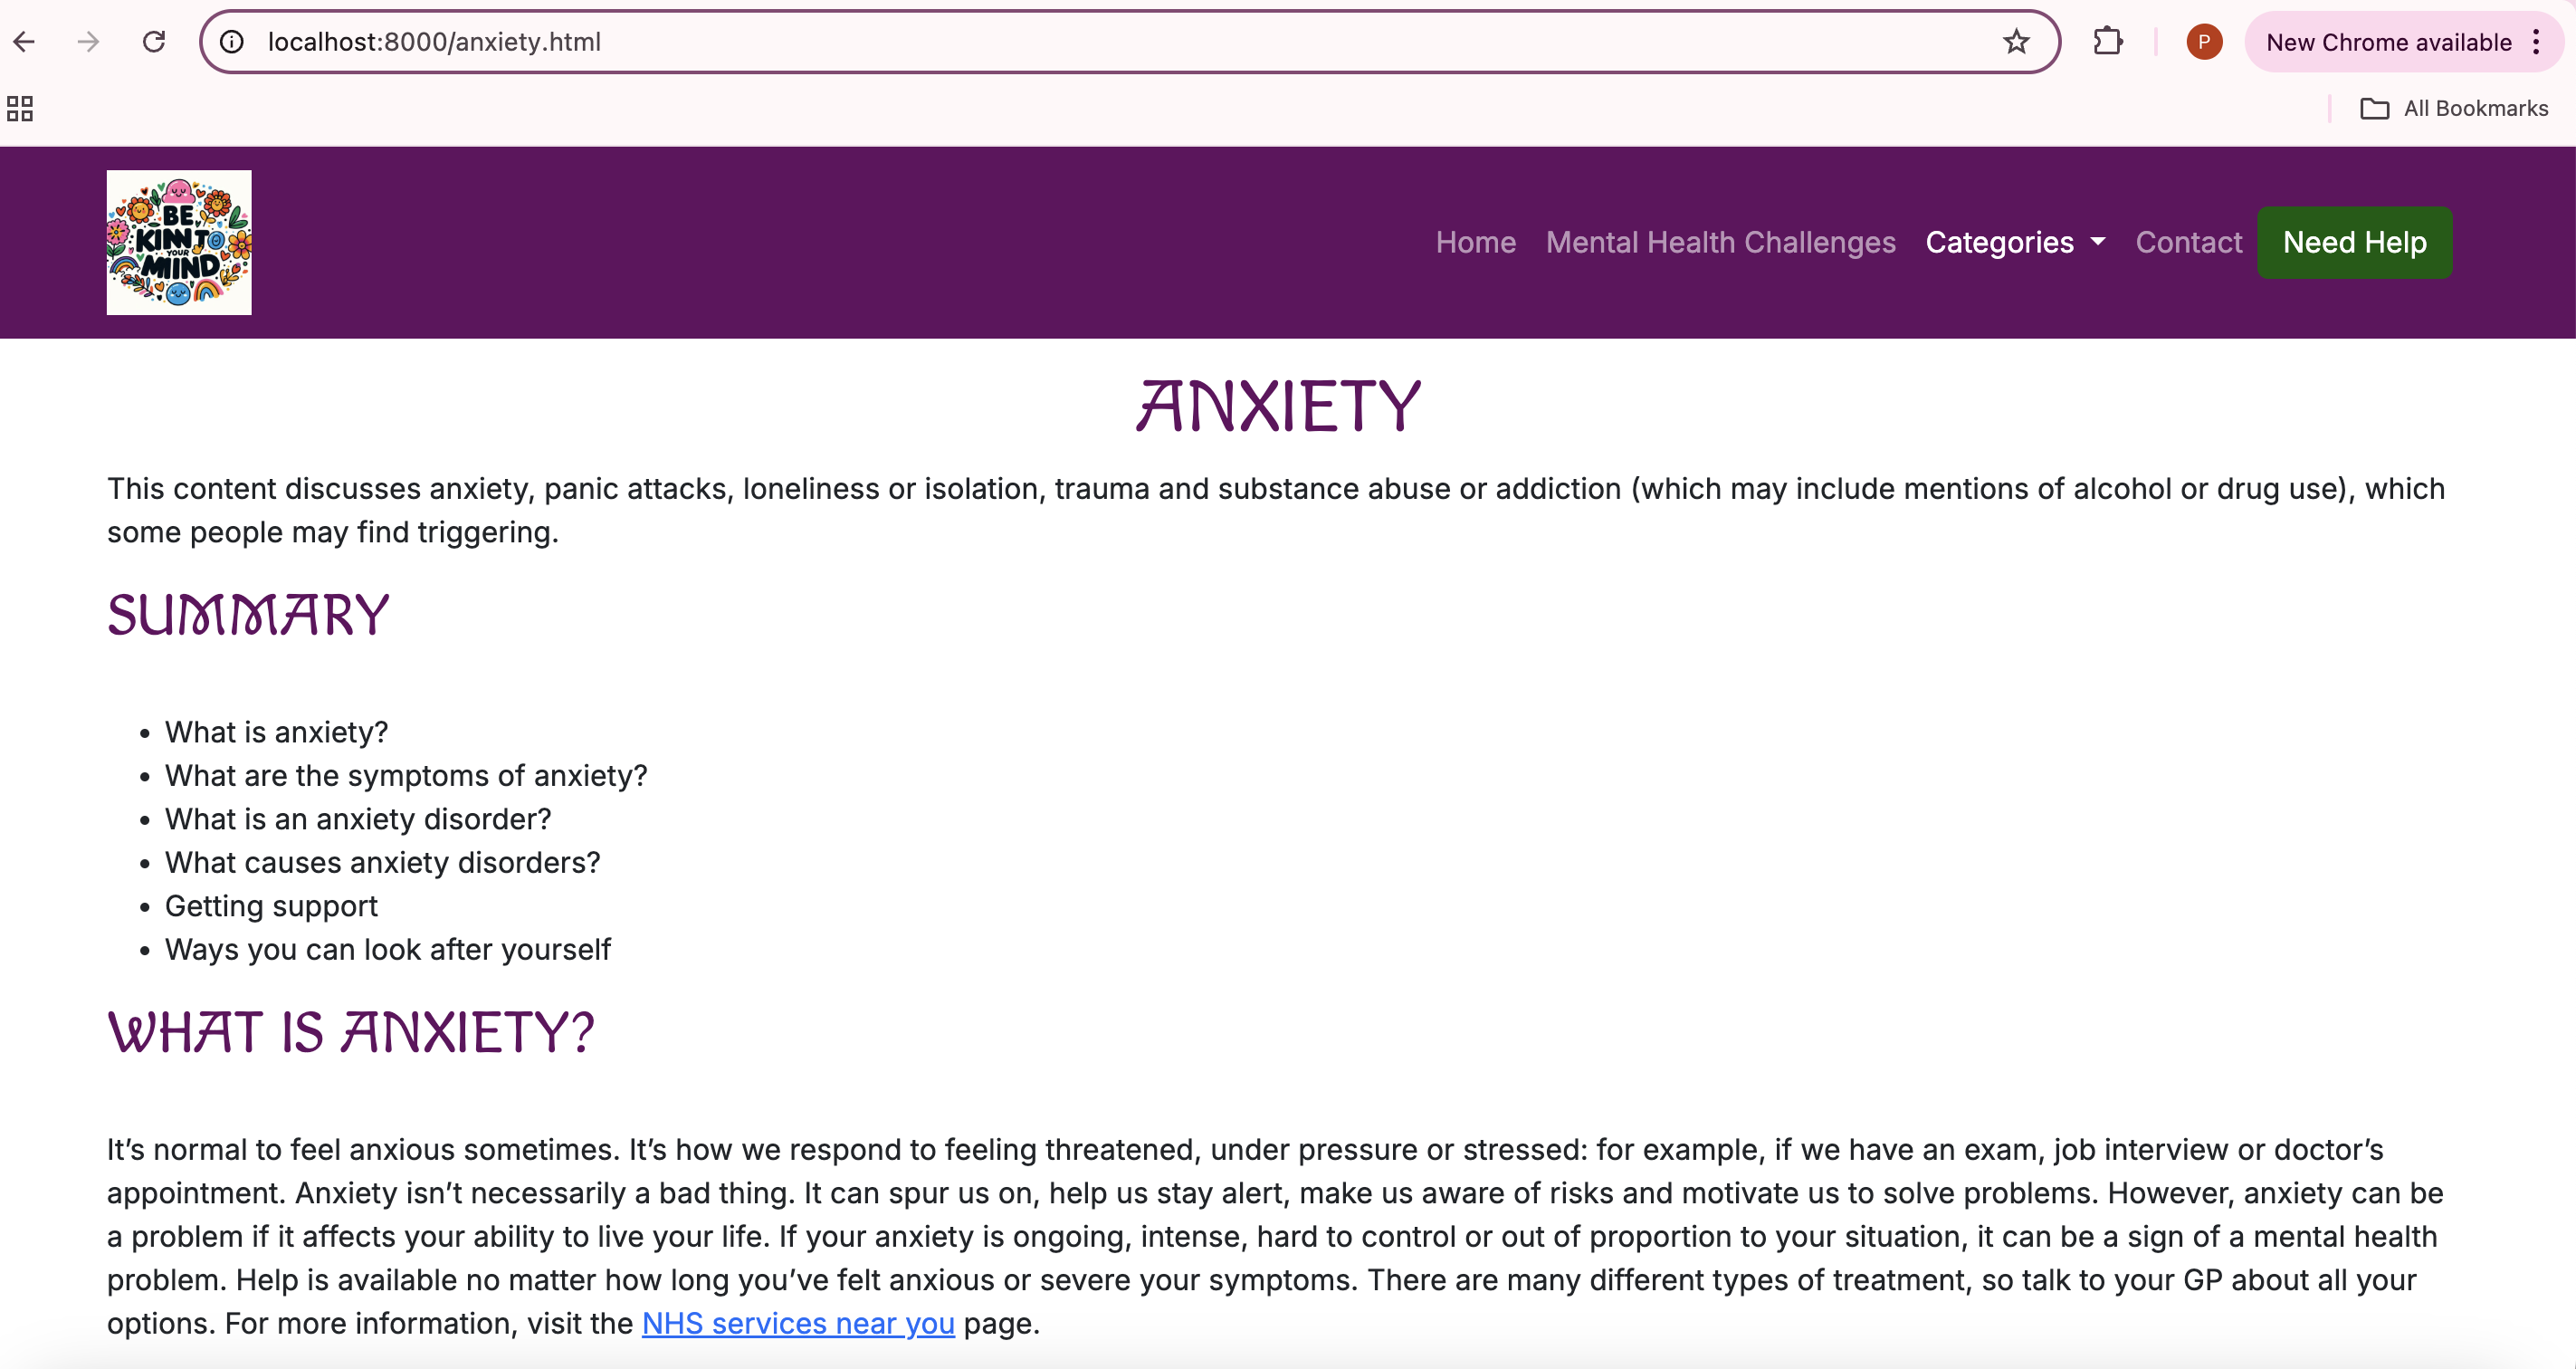 localhost:8000/anxiety.html
P
New Chrome available
All Bookmarks
BE
KINN TO
YOUR
MIIND
Home
Mental Health Challenges
Categories
Contact
Need Help
ANXIETY
This content discusses anxiety, panic attacks, loneliness or isolation, trauma and substance abuse or addiction (which may include mentions of alcohol or drug use), which
some people may find triggering.
SUMMARY
• What is anxiety?
• What are the symptoms of anxiety?
• What is an anxiety disorder?
• What causes anxiety disorders?
• Getting support
• Ways you can look after yourself
WHAT IS ANXIETY?
It’s normal to feel anxious sometimes. It’s how we respond to feeling threatened, under pressure or stressed: for example, if we have an exam, job interview or doctor’s
appointment. Anxiety isn’t necessarily a bad thing. It can spur us on, help us stay alert, make us aware of risks and motivate us to solve problems. However, anxiety can be
a problem if it affects your ability to live your life. If your anxiety is ongoing, intense, hard to control or out of proportion to your situation, it can be a sign of a mental health
problem. Help is available no matter how long you’ve felt anxious or severe your symptoms. There are many different types of treatment, so talk to your GP about all your
options. For more information, visit the NHS services near you page.